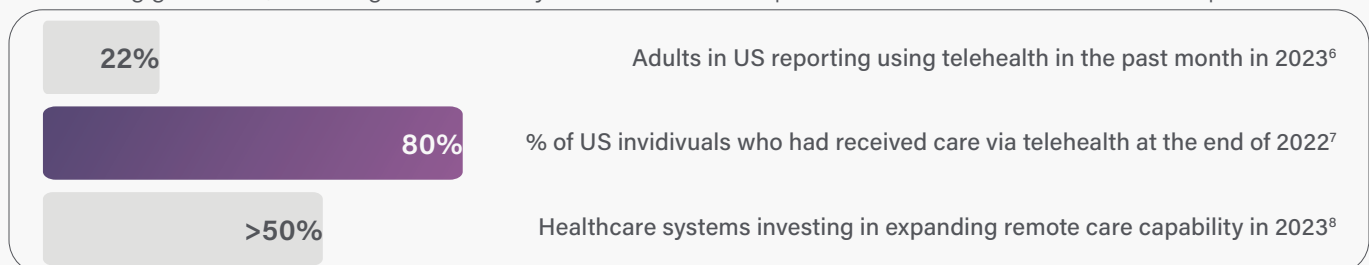 22%
Adults in US reporting using telehealth in the past month in 2023⁶
80%
% of US invidivuals who had received care via telehealth at the end of 2022⁷
>50%
Healthcare systems investing in expanding remote care capability in 2023⁸